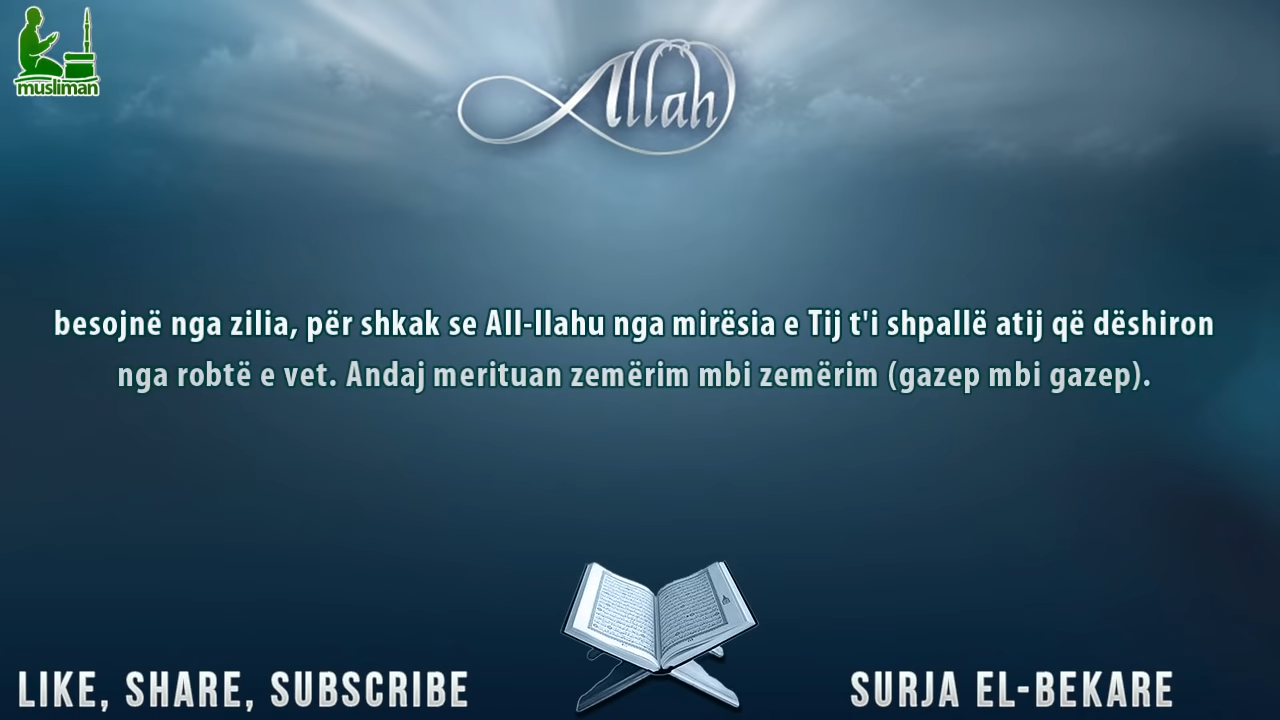 musliman
Allah
besojnë nga zilia, për shkak se All-llahu nga mirësia e Tij t'i shpallë atij që dëshiron
nga robtë e vet. Andaj merituan zemërim mbi zemërim (gazep mbi gazep).
LIKE, SHARE, SUBSCRIBE
SURJA EL-BEKARE